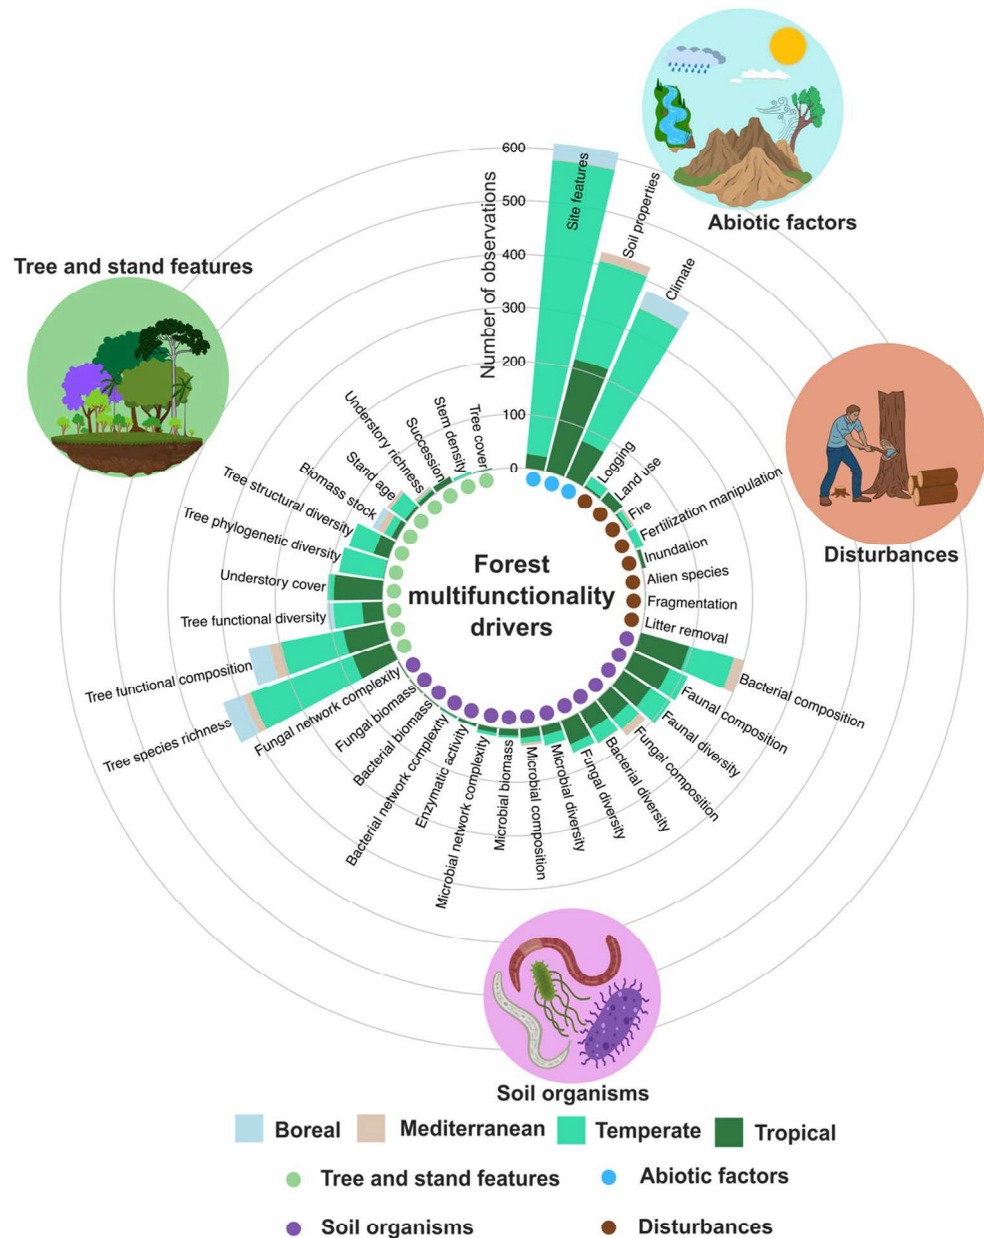 Abiotic factors
Tree and stand features
Disturbances
Soil organisms
Number of observations
600
500
400
300
200
100
0
Site features
Soil properties
Climate
Logging
Land use
Fire
Fertilization manipulation
Inundation
Alien species
Fragmentation
Litter removal
Bacterial composition
Faunal composition
Faunal diversity
Fungal composition
Bacterial diversity
Fungal diversity
Microbial diversity
Microbial composition
Microbial biomass
Microbial network complexity
Enzymatic activity
Bacterial network complexity
Bacterial biomass
Fungal biomass
Fungal network complexity
Tree species richness
Tree functional composition
Tree functional diversity
Understory cover
Tree phylogenetic diversity
Tree structural diversity
Biomass stock
Stand age
Understory richness
Succession
Stem density
Tree cover
Forest
multifunctionality
drivers
Boreal
Mediterranean
Temperate
Tropical
Tree and stand features
Abiotic factors
Soil organisms
Disturbances